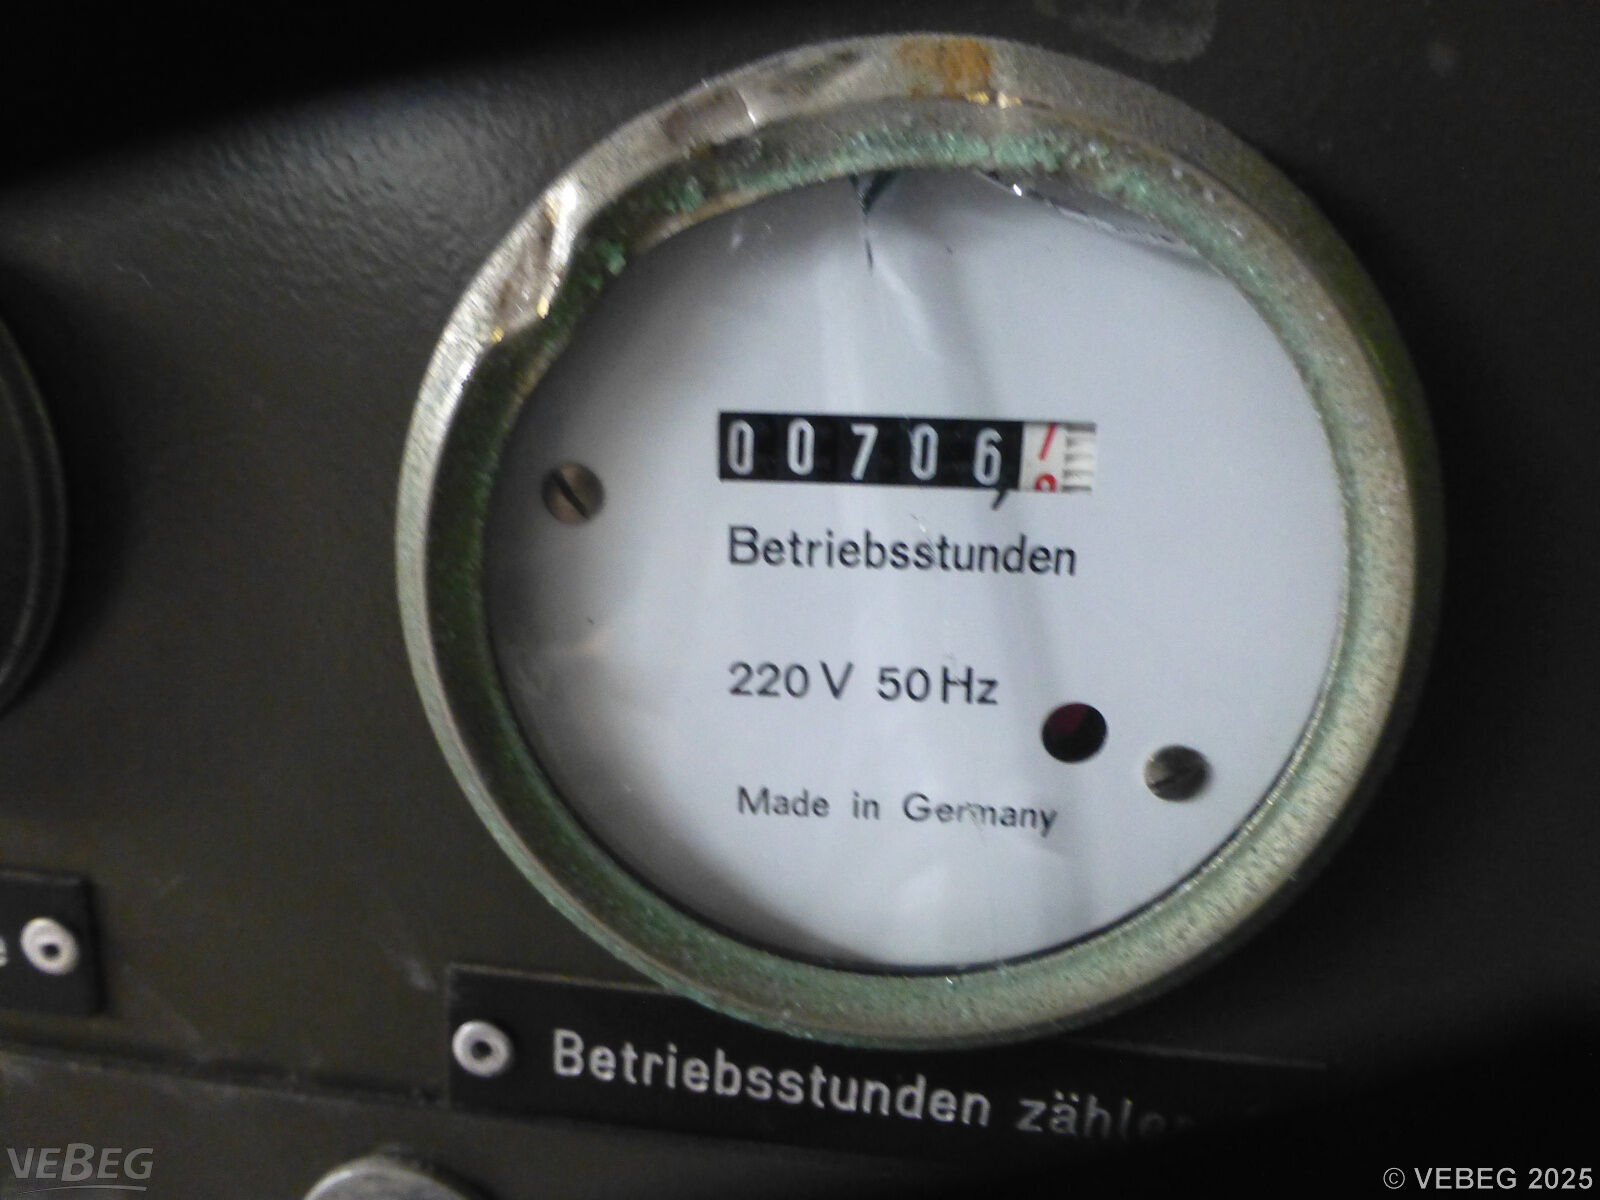 00706,
Betriebsstunden
220 V 50 Hz
Made in Germany
e
Betriebsstunden zähler
VEBEG
© VEBEG 2025